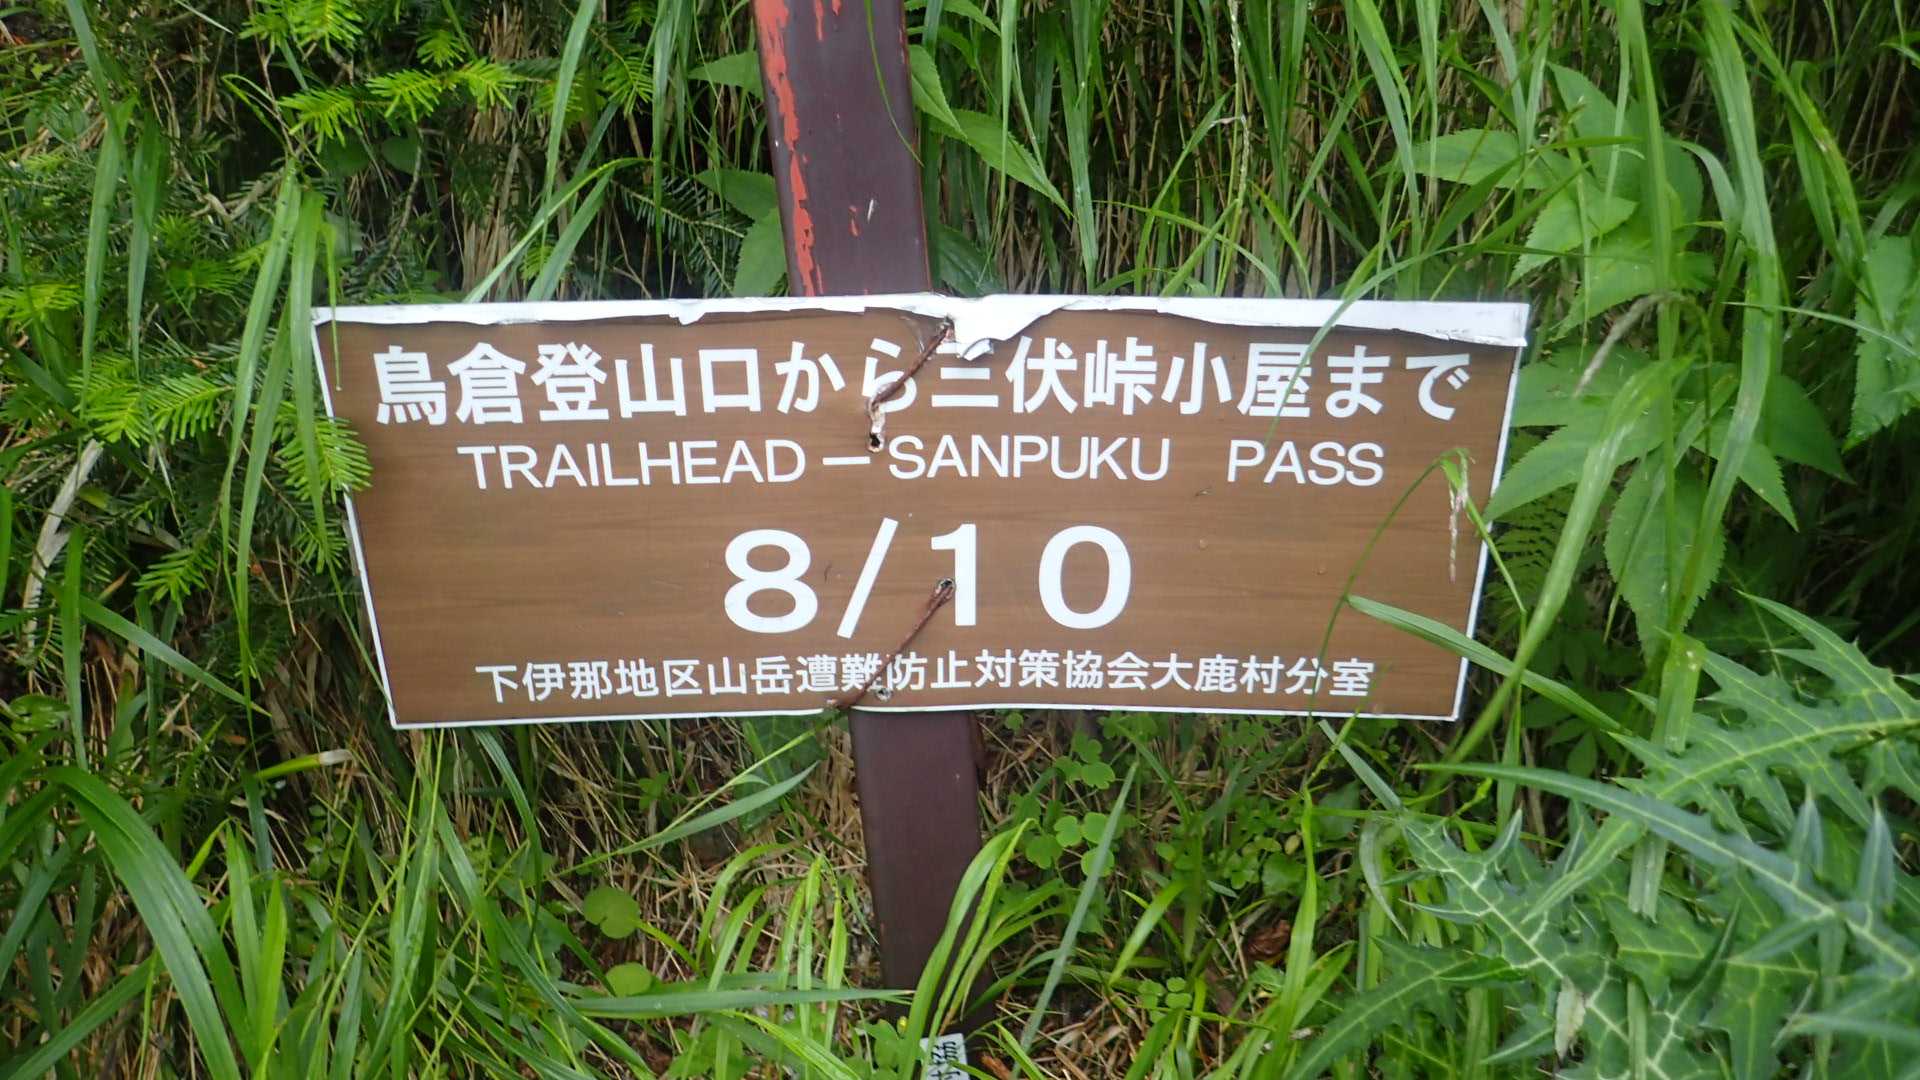 鳥倉登山口から三伏峠小屋まで
TRAILHEAD－SANPUKU PASS
8/10
下伊那地区山岳遭難防止対策協会大鹿村分室